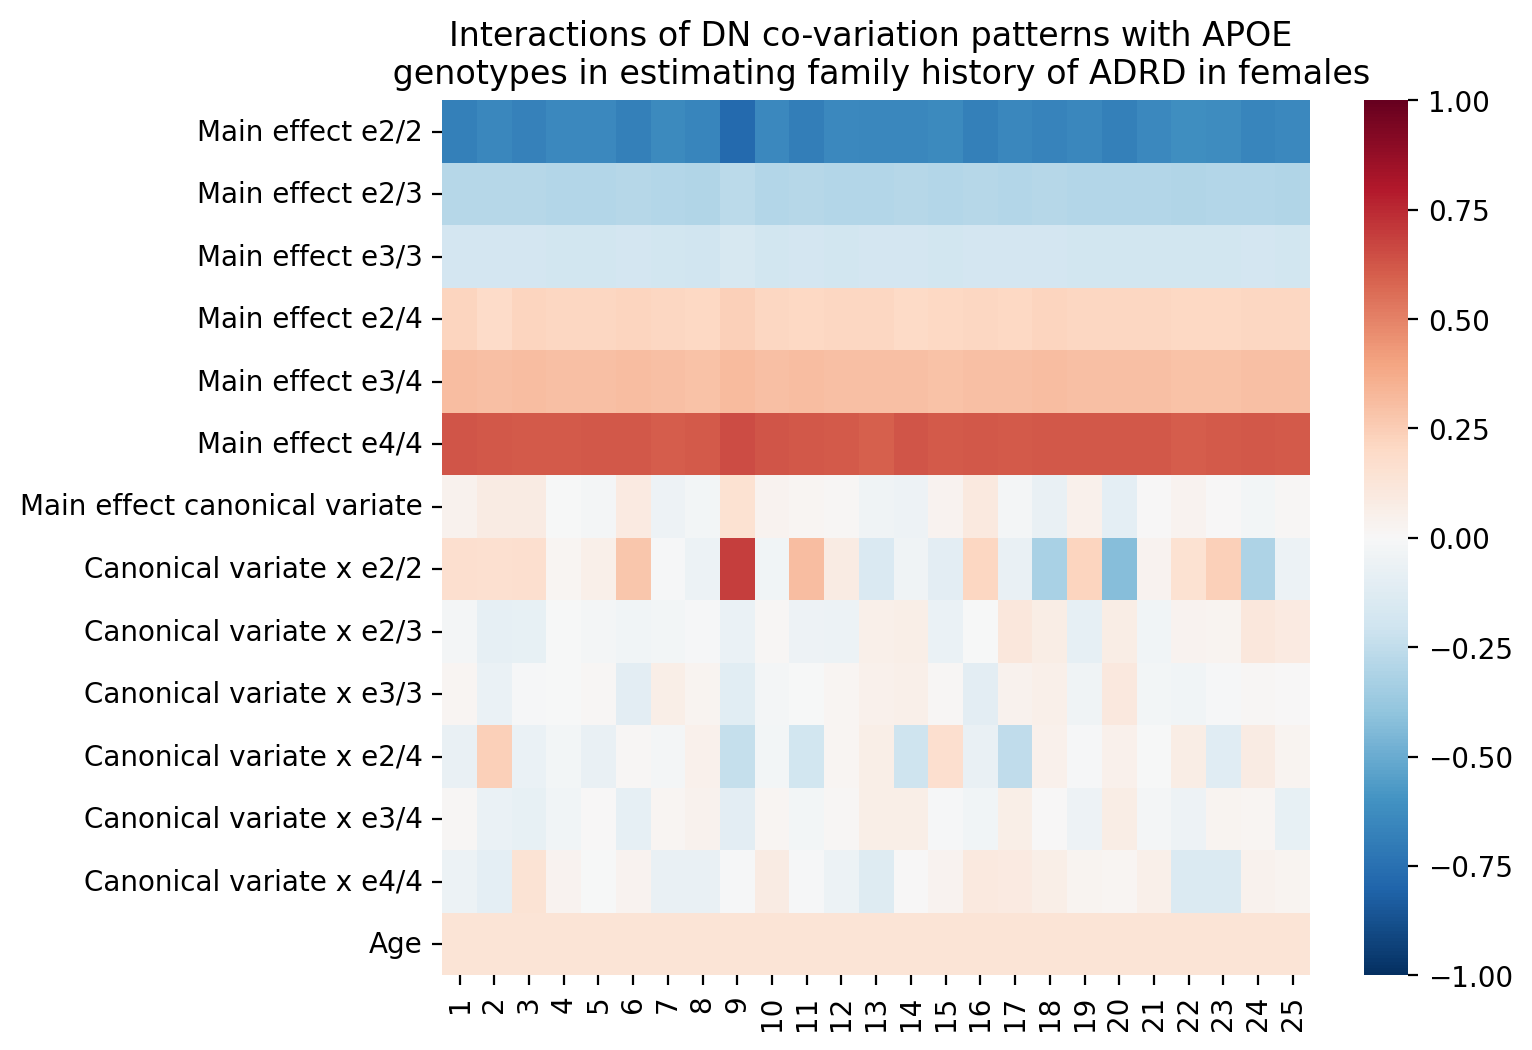 Interactions of DN co-variation patterns with APOE
genotypes in estimating family history of ADRD in females
Main effect e2/2
Main effect e2/3
Main effect e3/3
Main effect e2/4
Main effect e3/4
Main effect e4/4
Main effect canonical variate
Canonical variate x e2/2
Canonical variate x e2/3
Canonical variate x e3/3
Canonical variate x e2/4
Canonical variate x e3/4
Canonical variate x e4/4
Age
1 2 3 4 5 6 7 8 9 10 11 12 13 14 15 16 17 18 19 20 21 22 23 24 25
1.00
0.75
0.50
0.25
0.00
−0.25
−0.50
−0.75
−1.00